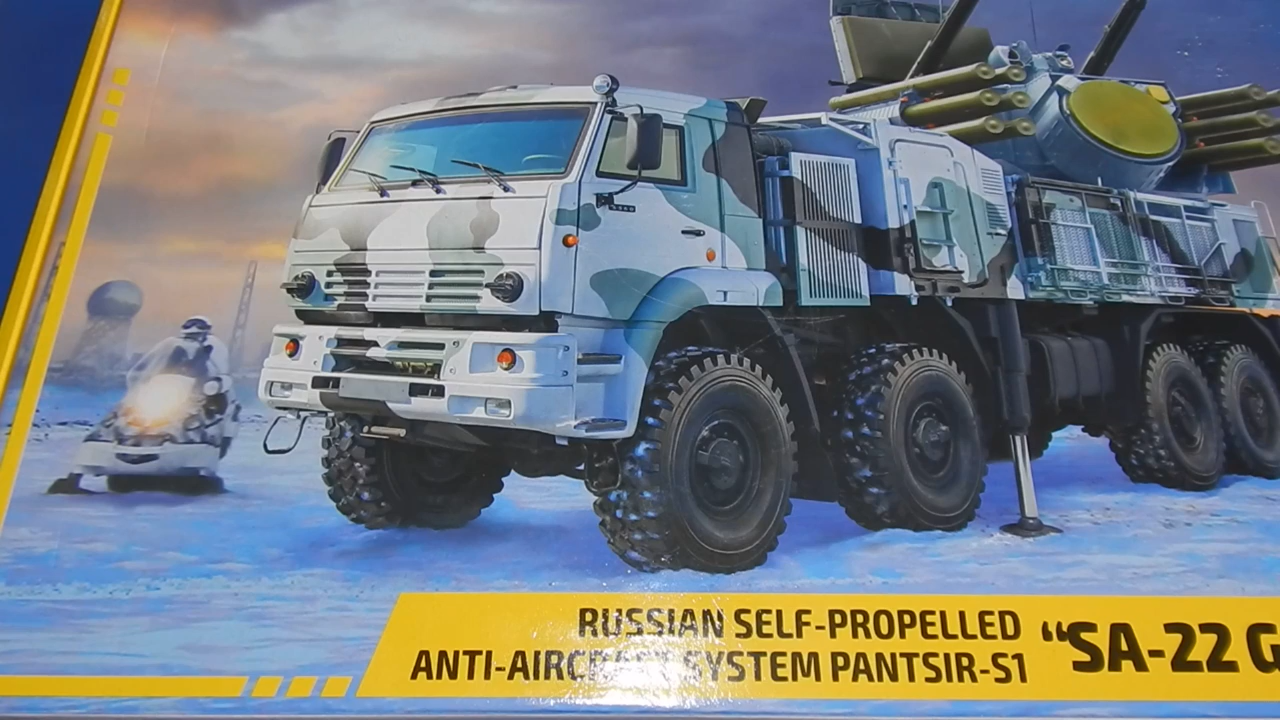 RUSSIAN SELF-PROPELLED
ANTI-AIRCRAFT SYSTEM PANTSIR-S1
"SA-22 G